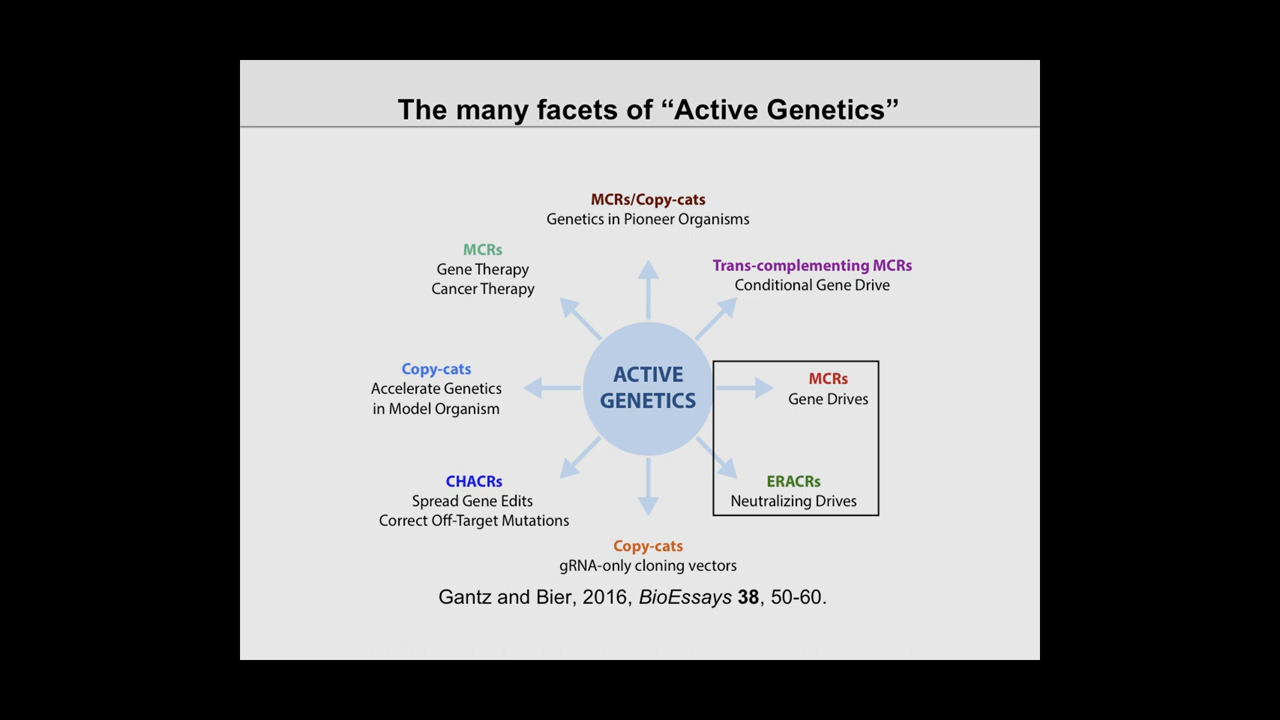 The many facets of “Active Genetics”
MCRs/Copy-cats
Genetics in Pioneer Organisms
MCRs
Gene Therapy
Cancer Therapy
Trans-complementing MCRs
Conditional Gene Drive
Copy-cats
Accelerate Genetics
in Model Organism
ACTIVE
GENETICS
MCRs
Gene Drives
CHACRs
Spread Gene Edits
Correct Off-Target Mutations
ERACRs
Neutralizing Drives
Copy-cats
gRNA-only cloning vectors
Gantz and Bier, 2016, BioEssays 38, 50-60.